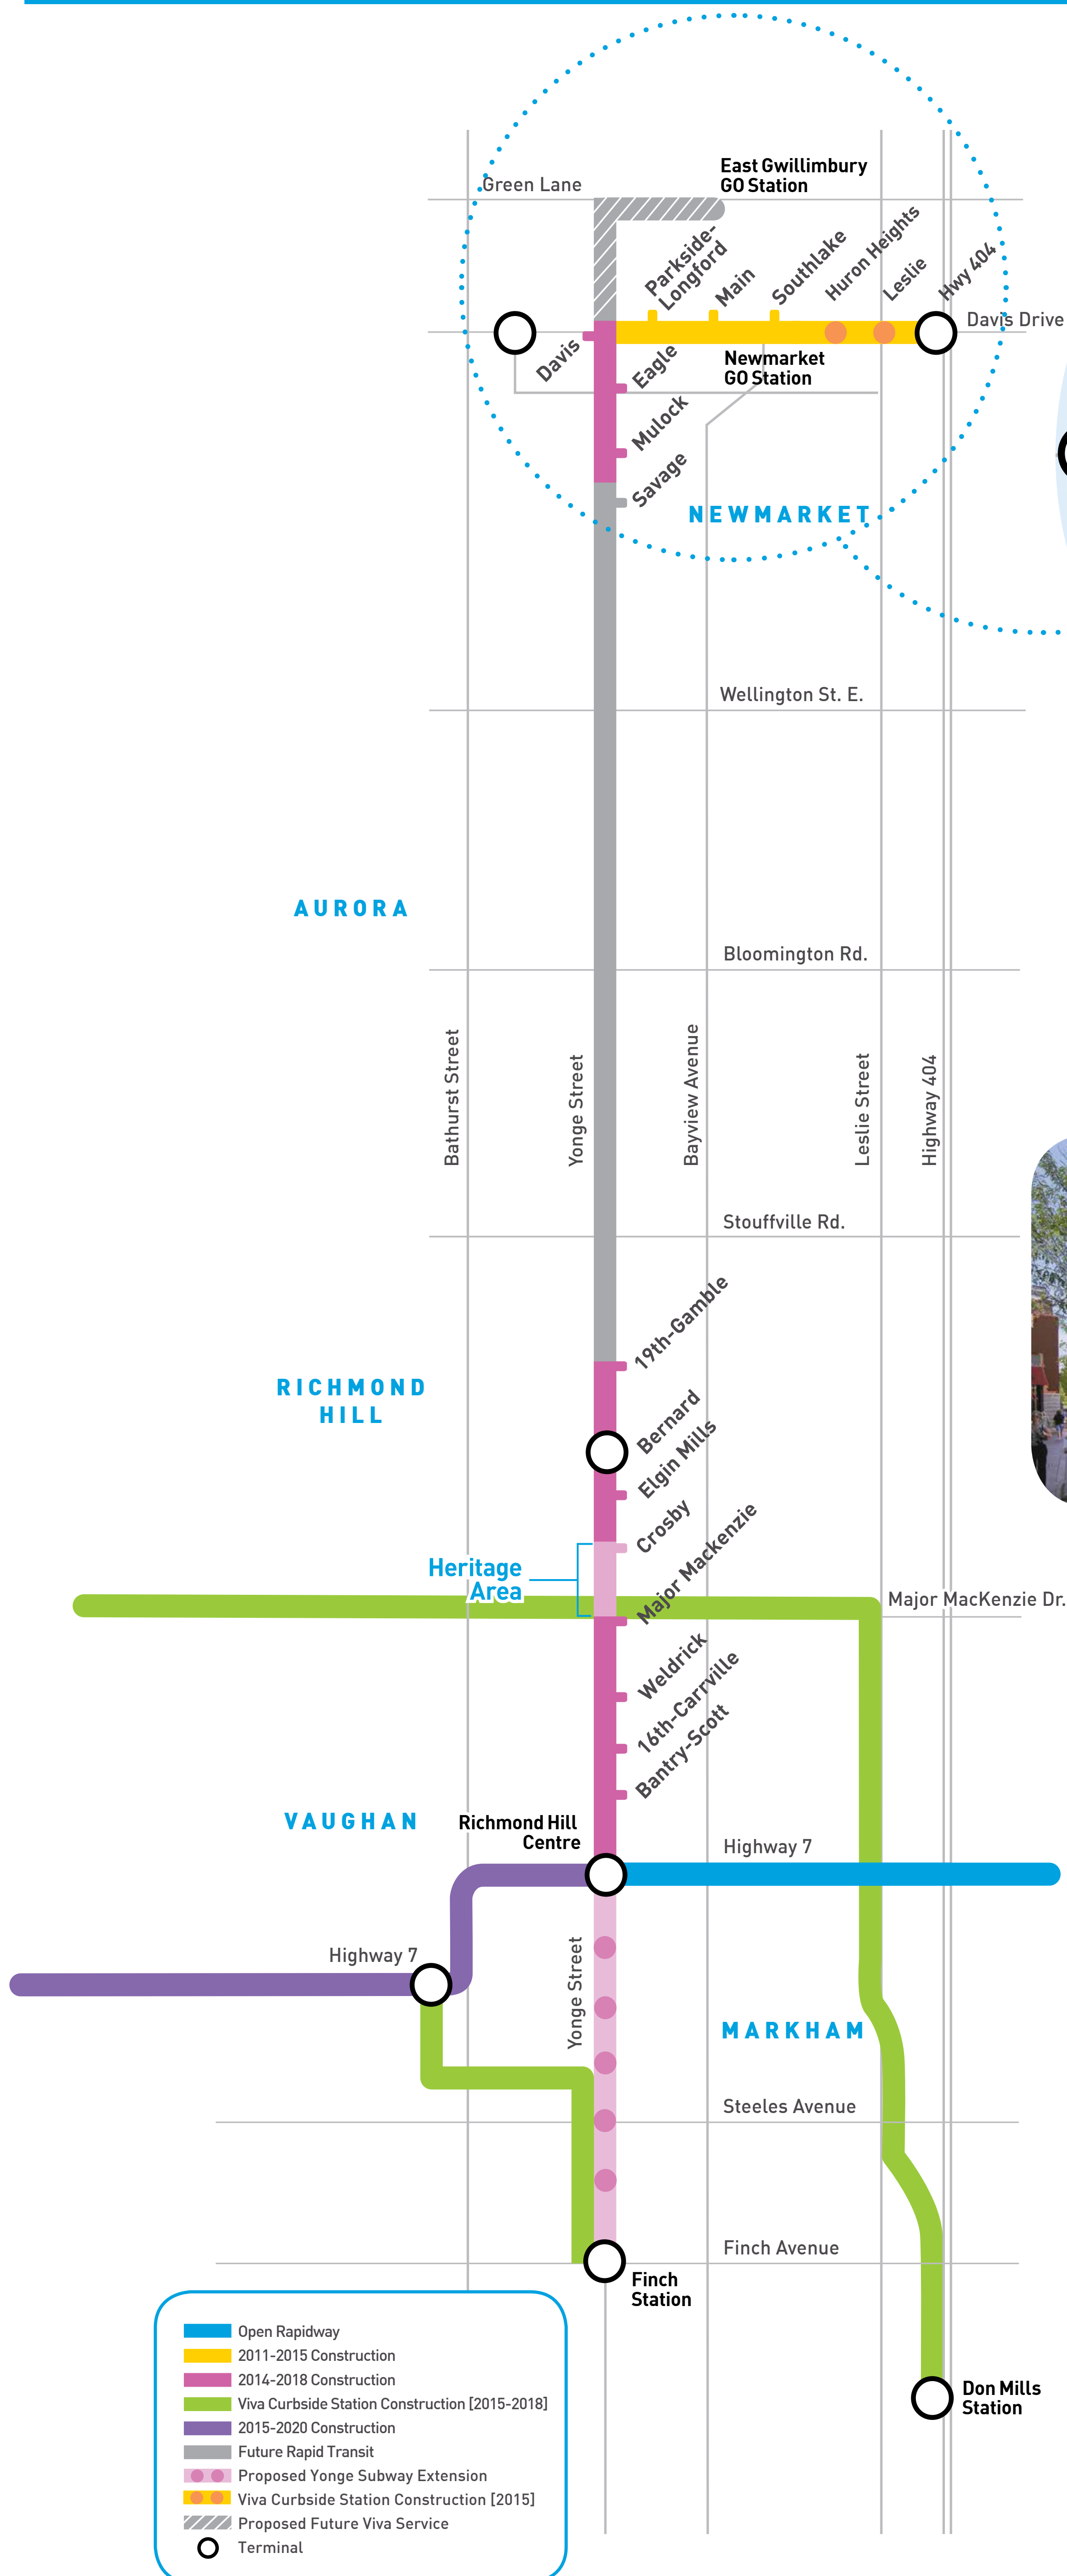 East Gwillimbury
GO Station
Green Lane
Parkside-
Longford
Main
Southlake
Huron Heights
Leslie
Hwy 404
Davis Drive
Davis
Eagle
Newmarket
GO Station
Mulock
Savage
NEWMARKET
Wellington St. E.
AURORA
Bloomington Rd.
Bathurst Street
Yonge Street
Bayview Avenue
Leslie Street
Highway 404
Stouffville Rd.
19th-Gamble
RICHMOND
HILL
Bernard
Elgin Mills
Crosby
Heritage
Area
Major Mackenzie
Major MacKenzie Dr.
Weldrick
16th-Carrville
Bantry-Scott
VAUGHAN
Richmond Hill
Centre
Highway 7
Highway 7
Yonge Street
MARKHAM
Steeles Avenue
Finch Avenue
Finch
Station
Don Mills
Station
Open Rapidway
2011-2015 Construction
2014-2018 Construction
Viva Curbside Station Construction [2015-2018]
2015-2020 Construction
Future Rapid Transit
Proposed Yonge Subway Extension
Viva Curbside Station Construction [2015]
Proposed Future Viva Service
Terminal